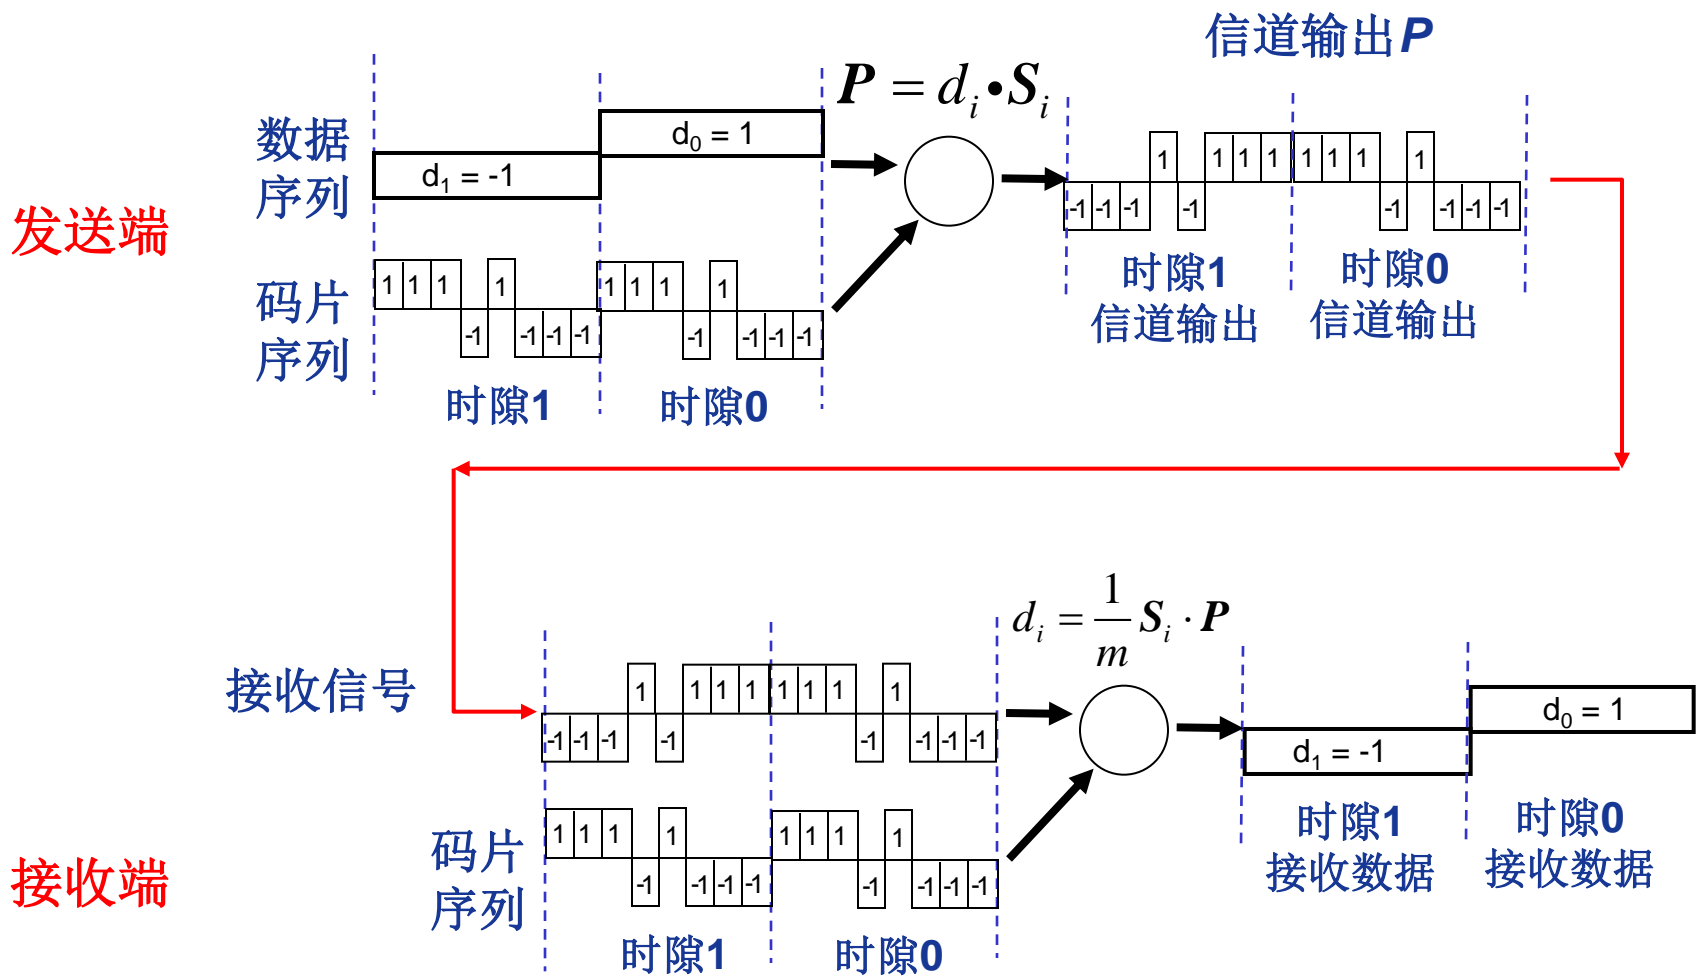 信道输出P
P = d_i • S_i
发送端
数据
序列
d₁ = -1
d₀ = 1
码片
序列
1 1 1 -1 1 -1 -1 -1
1 1 1 -1 1 -1 -1 -1
时隙1
时隙0
-1 -1 -1 1 -1 1 1 1
1 1 1 -1 1 -1 -1 -1
时隙1
信道输出
时隙0
信道输出
接收端
接收信号
-1 -1 -1 1 -1 1 1 1
1 1 1 -1 1 -1 -1 -1
码片
序列
1 1 1 -1 1 -1 -1 -1
1 1 1 -1 1 -1 -1 -1
时隙1
时隙0
d_i = 1/m S_i · P
d₁ = -1
d₀ = 1
时隙1
接收数据
时隙0
接收数据